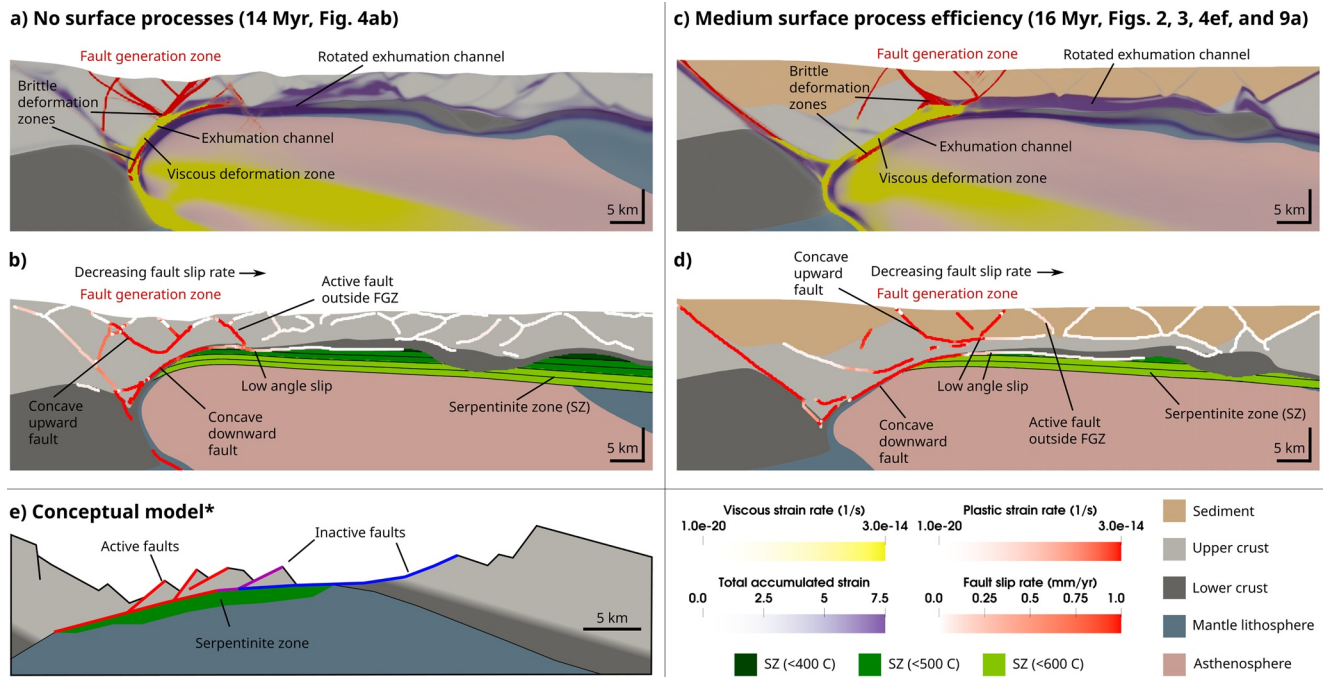 a) No surface processes (14 Myr, Fig. 4ab)
Fault generation zone
Rotated exhumation channel
Brittle
deformation
zones
Exhumation channel
Viscous deformation zone
5 km
c) Medium surface process efficiency (16 Myr, Figs. 2, 3, 4ef, and 9a)
Fault generation zone
Rotated exhumation channel
Brittle
deformation
zones
Exhumation channel
Viscous deformation zone
5 km
b)
Decreasing fault slip rate
Fault generation zone
Active fault
outside FGZ
Low angle slip
Concave
upward
fault
Concave
downward
fault
Serpentinite zone (SZ)
5 km
d)
Concave
upward
fault
Decreasing fault slip rate
Fault generation zone
Low angle slip
Concave
downward
fault
Active fault
outside FGZ
Serpentinite zone (SZ)
5 km
e) Conceptual model*
Active faults
Inactive faults
Serpentinite zone
5 km
Viscous strain rate (1/s)
1.0e-20 3.0e-14
Plastic strain rate (1/s)
1.0e-20 3.0e-14
Total accumulated strain
0.0 2.5 5 7.5
Fault slip rate (mm/yr)
0.0 0.25 0.50 0.75 1.0
SZ (<400 C)
SZ (<500 C)
SZ (<600 C)
Sediment
Upper crust
Lower crust
Mantle lithosphere
Asthenosphere